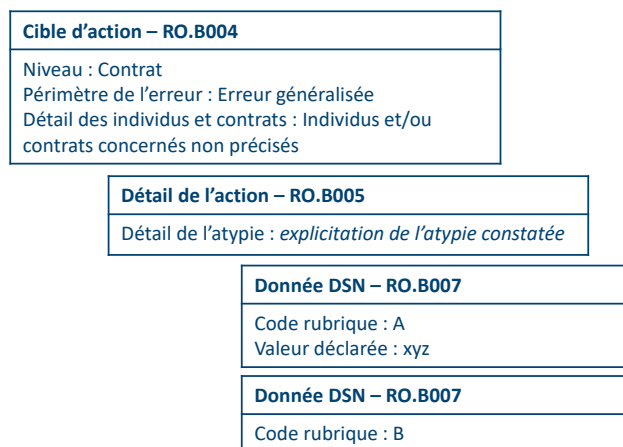 Cible d’action – RO.B004
Niveau : Contrat
Périmètre de l’erreur : Erreur généralisée
Détail des individus et contrats : Individus et/ou
contrats concernés non précisés
Détail de l’action – RO.B005
Détail de l’atypie : explicitation de l’atypie constatée
Donnée DSN – RO.B007
Code rubrique : A
Valeur déclarée : xyz
Donnée DSN – RO.B007
Code rubrique : B